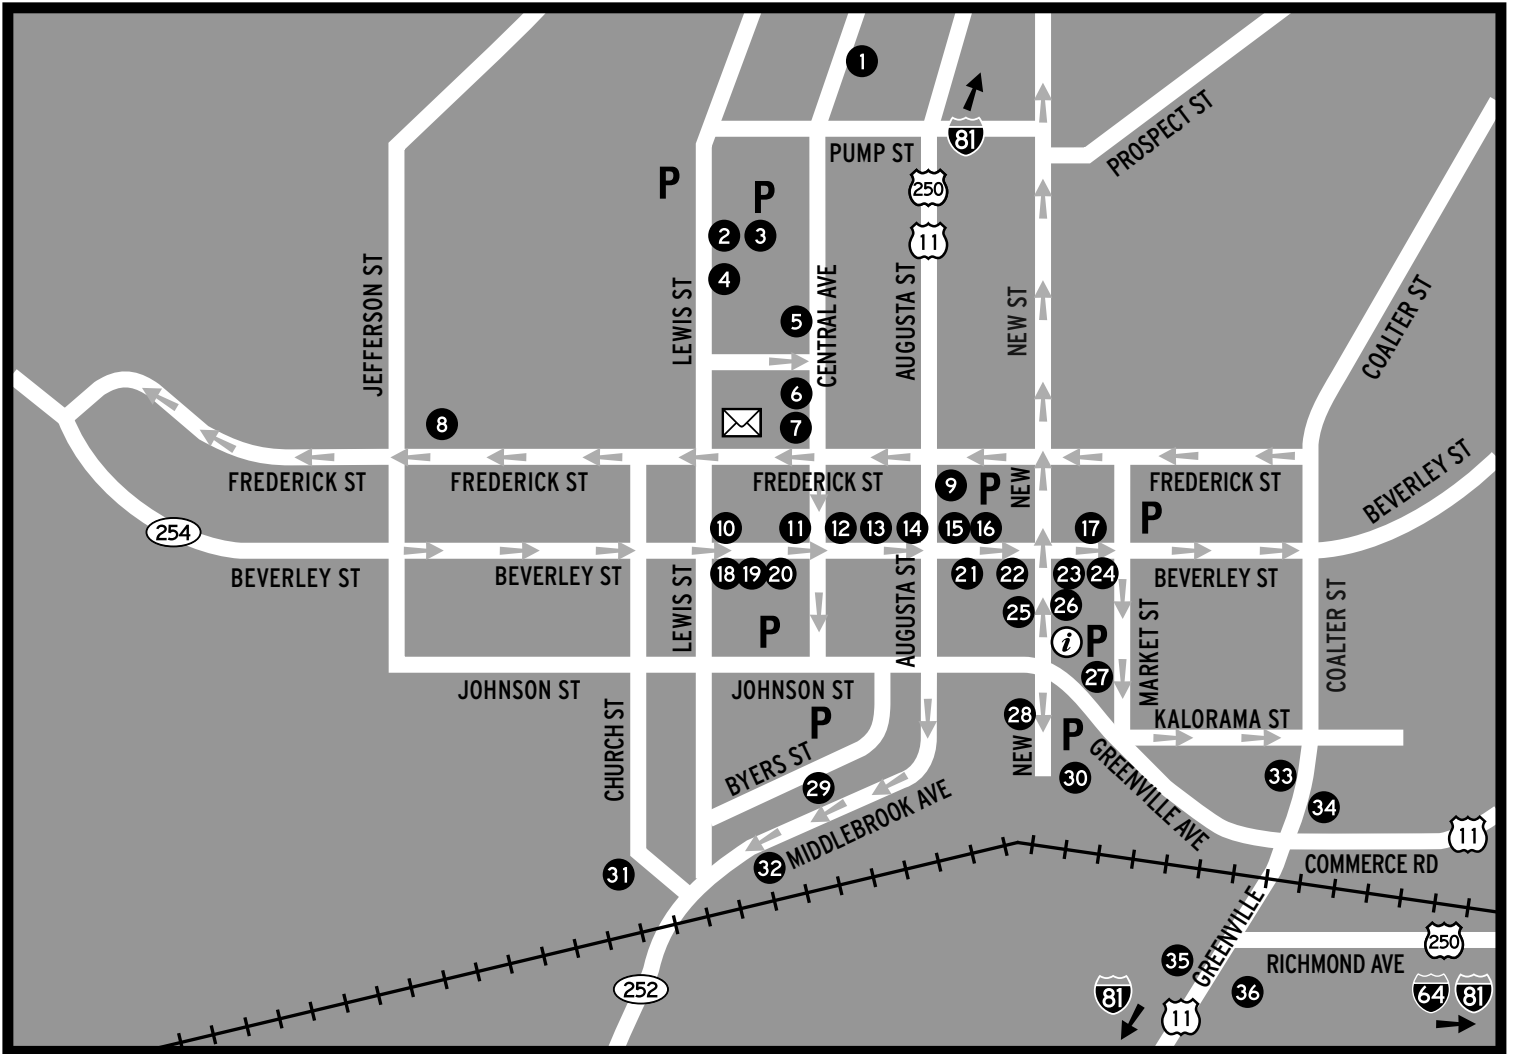 1
81
PUMP ST
PROSPECT ST
P
P
250
2
3
11
4
JEFFERSON ST
LEWIS ST
5
CENTRAL AVE
AUGUSTA ST
NEW ST
COALTER ST
6
8
7
FREDERICK ST
FREDERICK ST
FREDERICK ST
9
P
NEW
FREDERICK ST
BEVERLEY ST
254
10
11
12
13
14
15
16
17
P
BEVERLEY ST
BEVERLEY ST
18
19
20
21
22
23
24
BEVERLEY ST
LEWIS ST
AUGUSTA ST
25
26
P
i
P
MARKET ST
COALTER ST
27
JOHNSON ST
JOHNSON ST
28
KALORAMA ST
P
P
CHURCH ST
BYERS ST
NEW
GREENVILLE AVE
29
30
33
34
MIDDLEBROOK AVE
11
31
32
COMMERCE RD
GREENVILLE
250
35
RICHMOND AVE
252
81
36
64
81
11